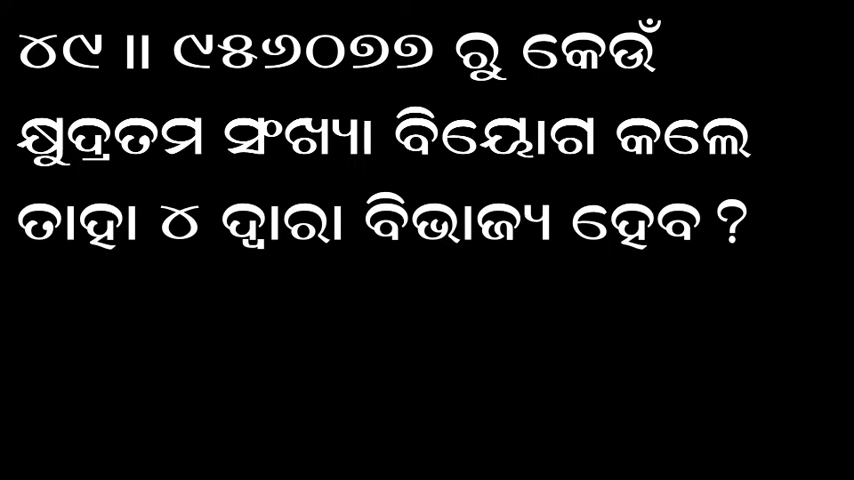 ୪୯ ॥ ୯୫୬୦୭୭ ରୁ କେଉଁ
କ୍ଷୁଦ୍ରତମ ସଂଖ୍ୟା ବିୟୋଗ କଲେ
ତାହା ୪ ଦ୍ଵାରା ବିଭାଜ୍ୟ ହେବ ?